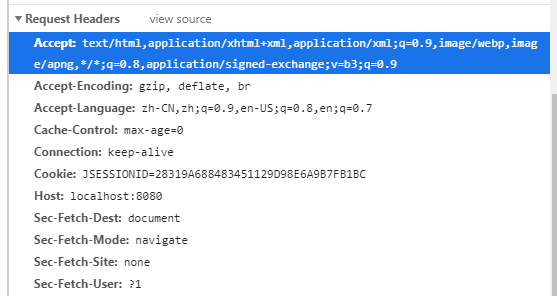 ▼ Request Headers view source
Accept: text/html,application/xhtml+xml,application/xml;q=0.9,image/webp,imag
e/apng,*/*;q=0.8,application/signed-exchange;v=b3;q=0.9
Accept-Encoding: gzip, deflate, br
Accept-Language: zh-CN,zh;q=0.9,en-US;q=0.8,en;q=0.7
Cache-Control: max-age=0
Connection: keep-alive
Cookie: JSESSIONID=28319A688483451129D98E6A9B7FB1BC
Host: localhost:8080
Sec-Fetch-Dest: document
Sec-Fetch-Mode: navigate
Sec-Fetch-Site: none
Sec-Fetch-User: ?1